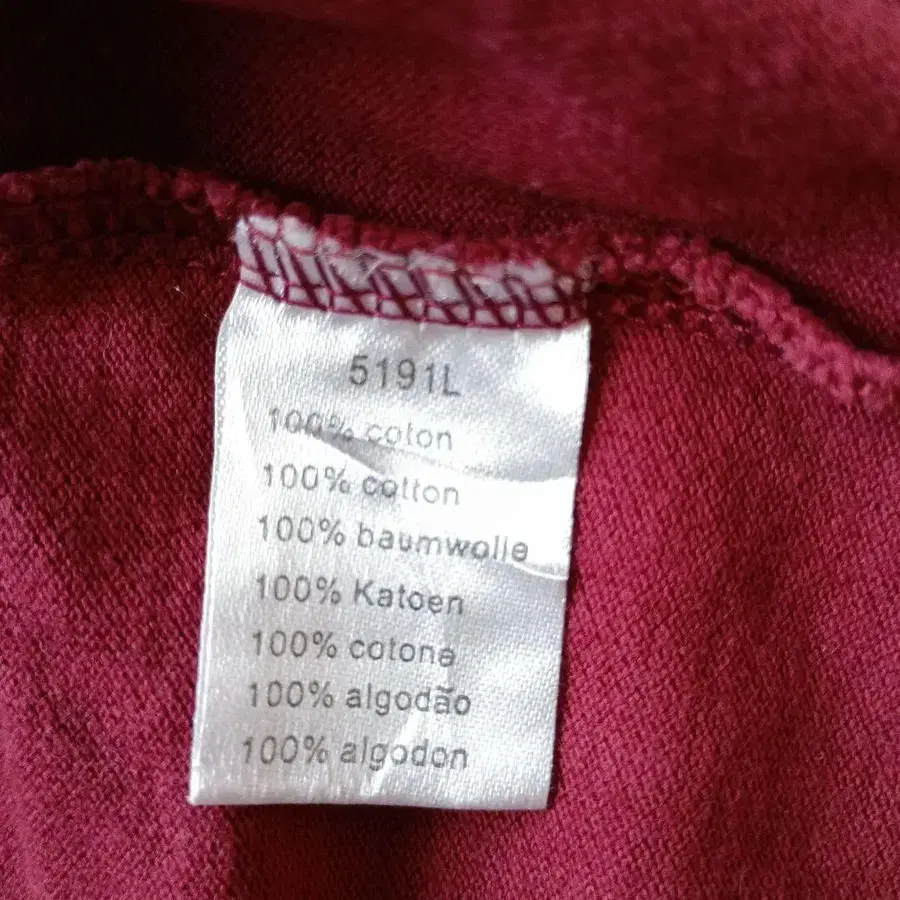 5191L
100% coton
100% cotton
100% baumwolle
100% Katoen
100% cotone
100% algodão
100% algodon